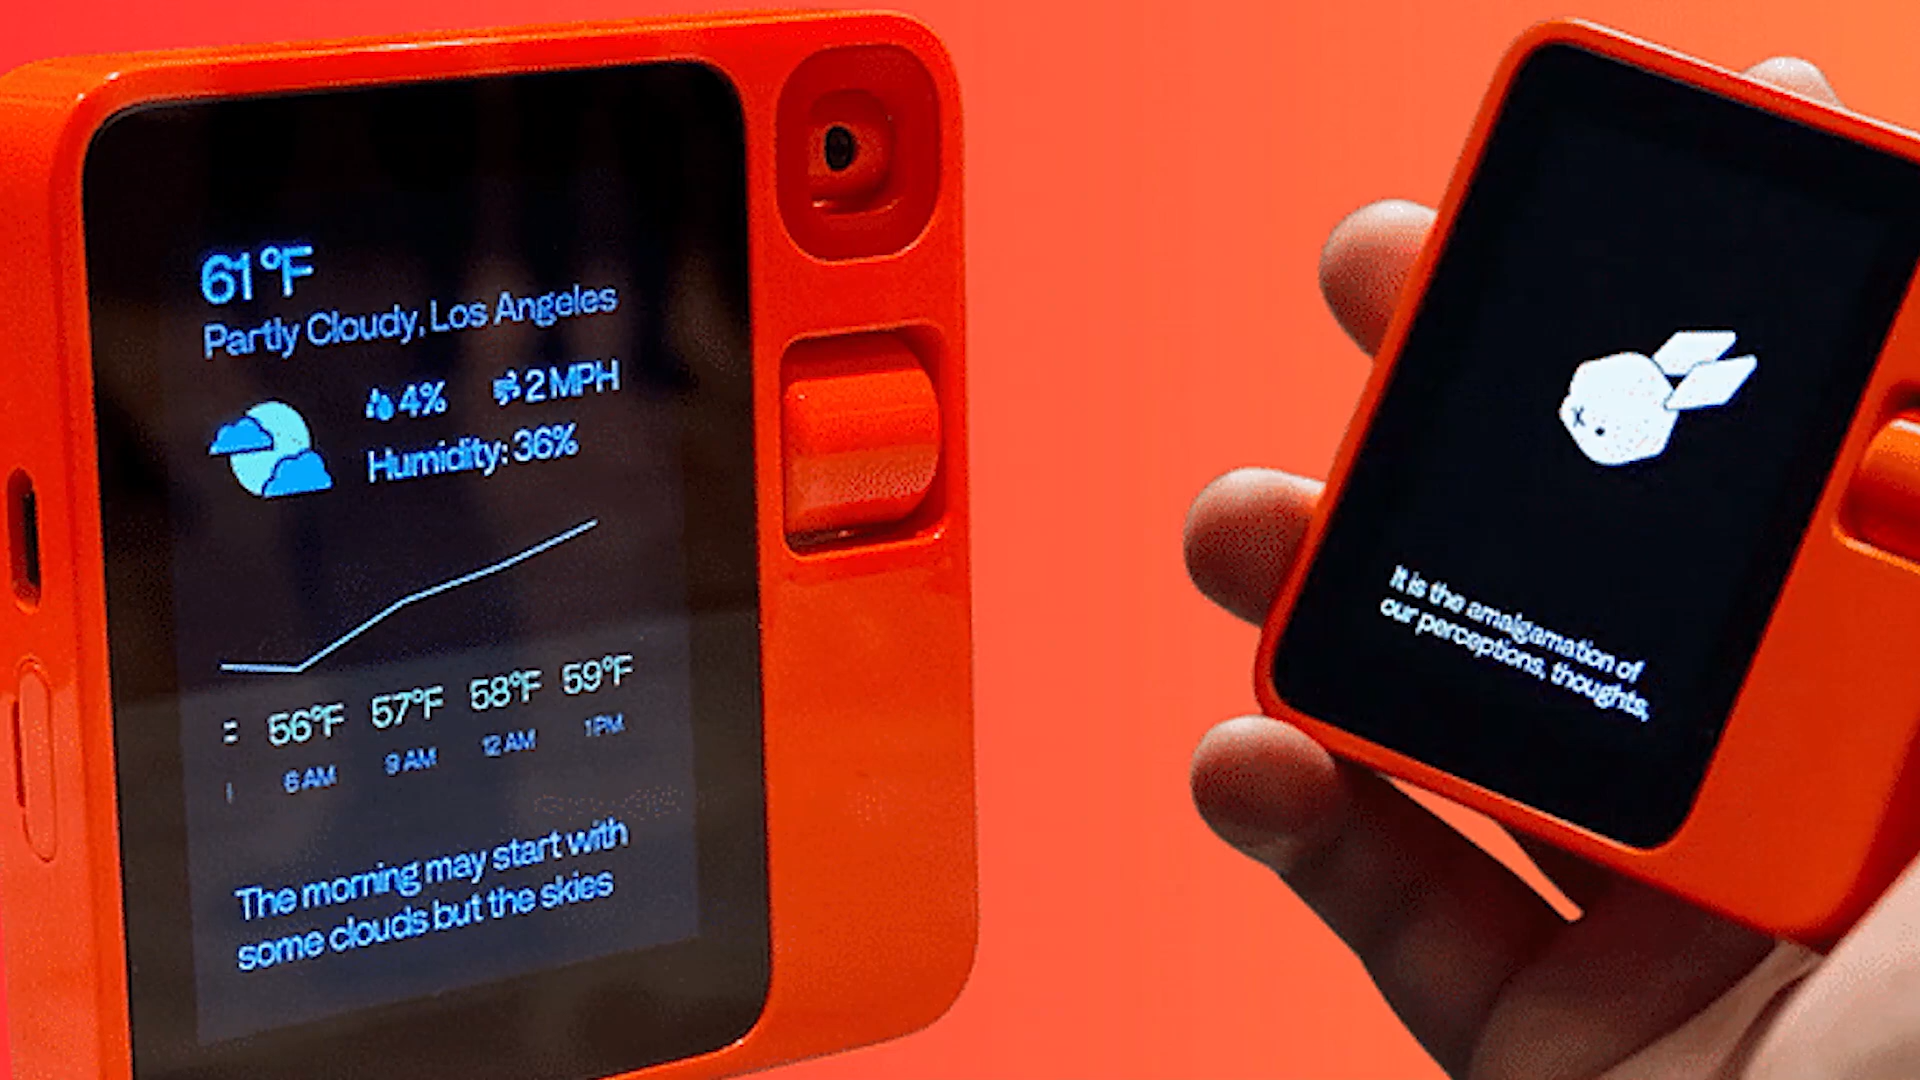 61°F
Partly Cloudy, Los Angeles
4% 2 MPH
Humidity: 36%
56°F 57°F 58°F 59°F
6 AM 9 AM 12 AM 1 PM
The morning may start with
some clouds but the skies
It is the amalgamation of
our perceptions, thoughts,